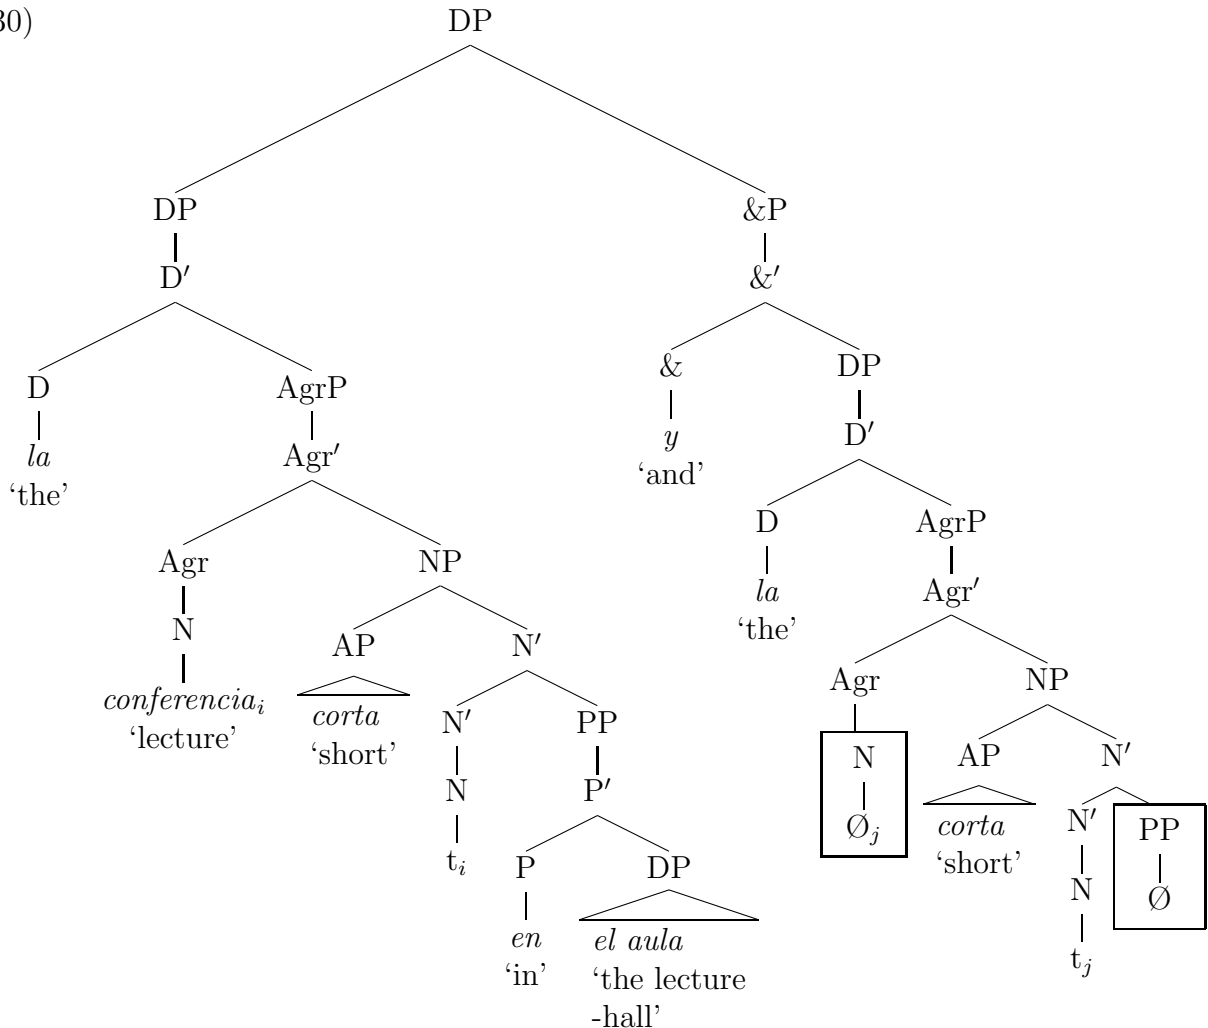 30)
DP
DP &P
D′ &′
D AgrP & DP
la Agr′ y D′
‘the’ ‘and’
Agr NP D AgrP
N AP N′ la Agr′
‘the’
conferenciaᵢ corta N′ PP Agr NP
‘lecture’ ‘short’
N P′ N AP N′
tᵢ P DP Øⱼ corta N′ PP
‘short’
en el aula N Ø
‘in’ ‘the lecture tⱼ
-hall’